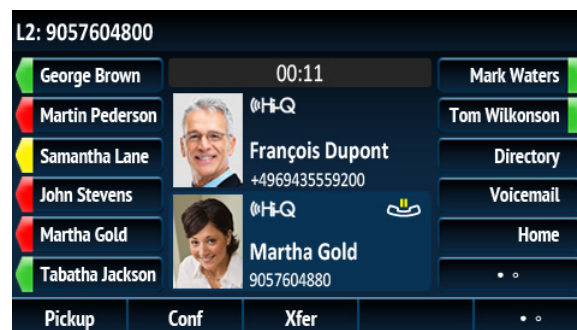 L2: 9057604800
George Brown
00:11
Mark Waters
Martin Pederson
Hi-Q
Tom Wilkonson
Samantha Lane
François Dupont
Directory
+4969435559200
John Stevens
Hi-Q
Voicemail
Martha Gold
Martha Gold
Home
Tabatha Jackson
9057604880
Pickup
Conf
Xfer